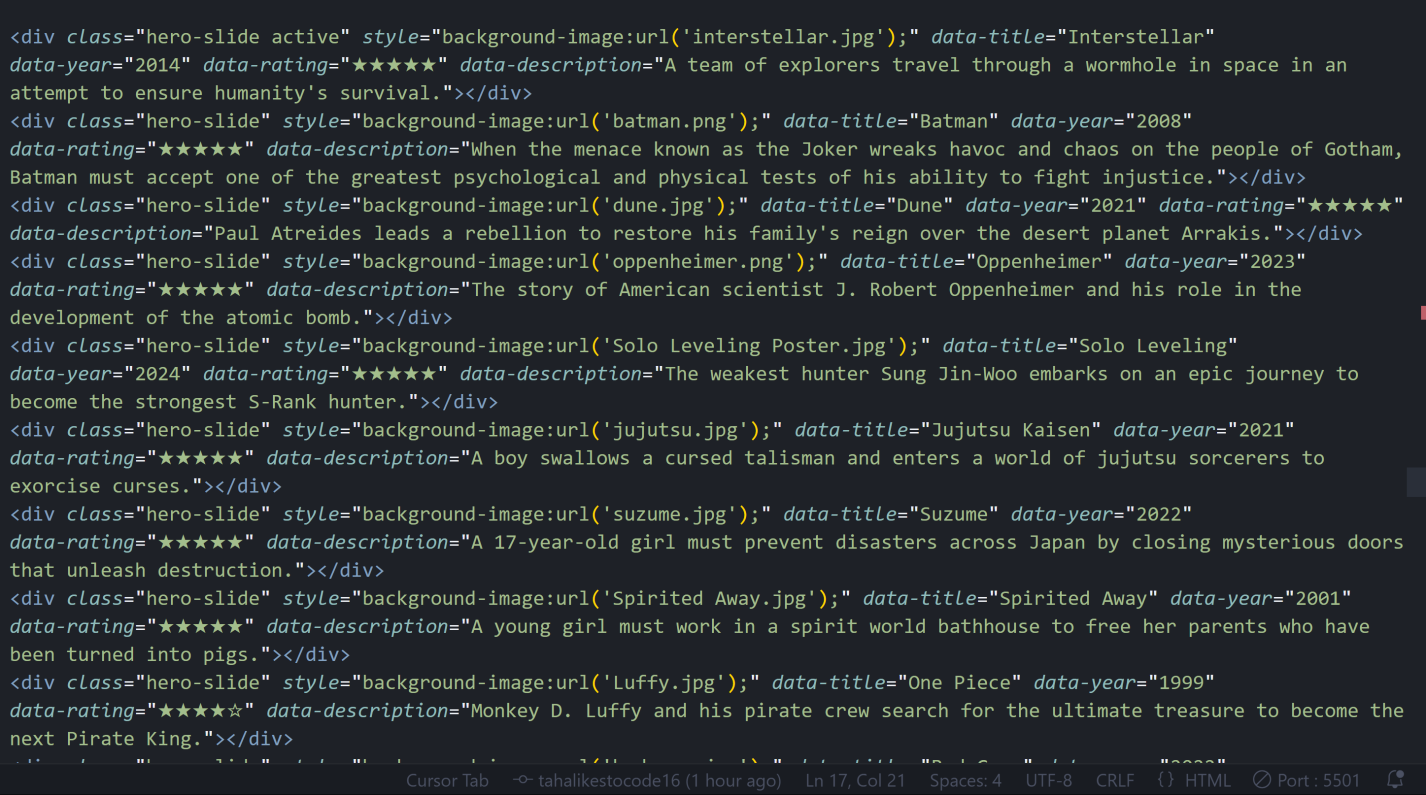 <div class="hero-slide active" style="background-image:url('interstellar.jpg');" data-title="Interstellar"
data-year="2014" data-rating="★★★★★" data-description="A team of explorers travel through a wormhole in space in an
attempt to ensure humanity's survival."></div>
<div class="hero-slide" style="background-image:url('batman.png');" data-title="Batman" data-year="2008"
data-rating="★★★★★" data-description="When the menace known as the Joker wreaks havoc and chaos on the people of Gotham,
Batman must accept one of the greatest psychological and physical tests of his ability to fight injustice."></div>
<div class="hero-slide" style="background-image:url('dune.jpg');" data-title="Dune" data-year="2021" data-rating="★★★★★"
data-description="Paul Atreides leads a rebellion to restore his family's reign over the desert planet Arrakis."></div>
<div class="hero-slide" style="background-image:url('oppenheimer.png');" data-title="Oppenheimer" data-year="2023"
data-rating="★★★★★" data-description="The story of American scientist J. Robert Oppenheimer and his role in the
development of the atomic bomb."></div>
<div class="hero-slide" style="background-image:url('Solo Leveling Poster.jpg');" data-title="Solo Leveling"
data-year="2024" data-rating="★★★★★" data-description="The weakest hunter Sung Jin-Woo embarks on an epic journey to
become the strongest S-Rank hunter."></div>
<div class="hero-slide" style="background-image:url('jujutsu.jpg');" data-title="Jujutsu Kaisen" data-year="2021"
data-rating="★★★★★" data-description="A boy swallows a cursed talisman and enters a world of jujutsu sorcerers to
exorcise curses."></div>
<div class="hero-slide" style="background-image:url('suzume.jpg');" data-title="Suzume" data-year="2022"
data-rating="★★★★★" data-description="A 17-year-old girl must prevent disasters across Japan by closing mysterious doors
that unleash destruction."></div>
<div class="hero-slide" style="background-image:url('Spirited Away.jpg');" data-title="Spirited Away" data-year="2001"
data-rating="★★★★★" data-description="A young girl must work in a spirit world bathhouse to free her parents who have
been turned into pigs."></div>
<div class="hero-slide" style="background-image:url('Luffy.jpg');" data-title="One Piece" data-year="1999"
data-rating="★★★★☆" data-description="Monkey D. Luffy and his pirate crew search for the ultimate treasure to become the
next Pirate King."></div>
Cursor Tab tahalikestocode16 (1 hour ago) Ln 17, Col 21 Spaces: 4 UTF-8 CRLF {} HTML Port : 5501